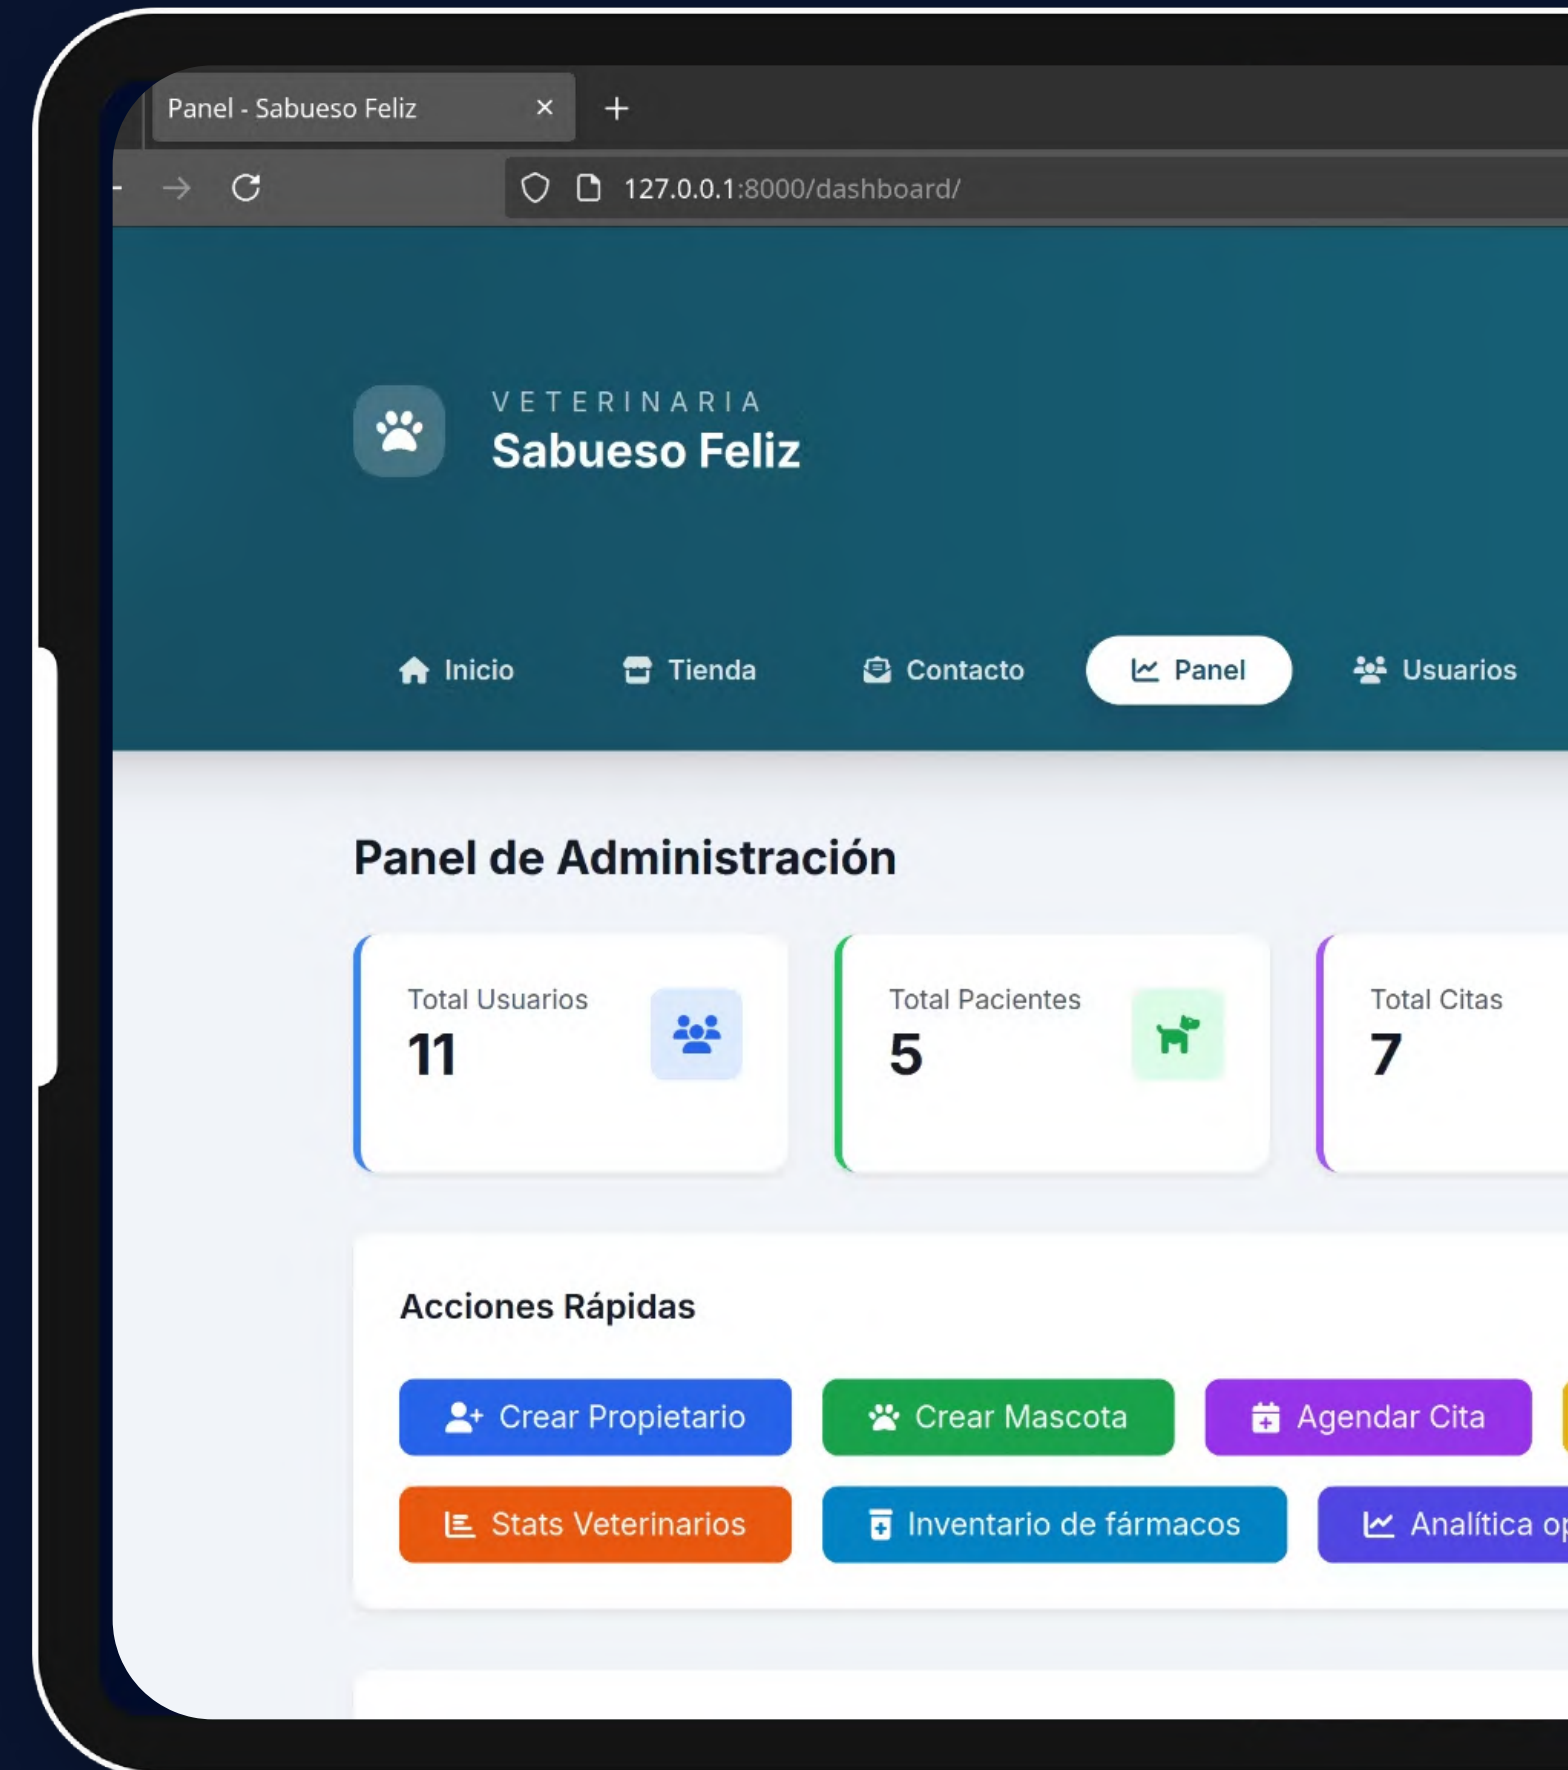 Panel - Sabueso Feliz
127.0.0.1:8000/dashboard/
VETERINARIA
Sabueso Feliz
Inicio Tienda Contacto Panel Usuarios
Panel de Administración
Total Usuarios
11
Total Pacientes
5
Total Citas
7
Acciones Rápidas
Crear Propietario Crear Mascota Agendar Cita
Stats Veterinarios Inventario de fármacos Analítica